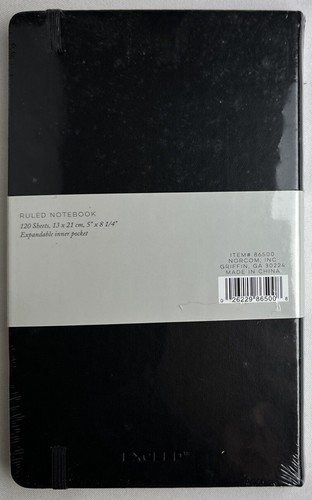 RULED NOTEBOOK
120 Sheets, 13 x 21 cm, 5" x 8 1/4"
Expandable inner pocket
ITEM# 86500
NORCOM, INC
GRIFFIN, GA 30224
MADE IN CHINA
0 26229 86500 8
EXCEED